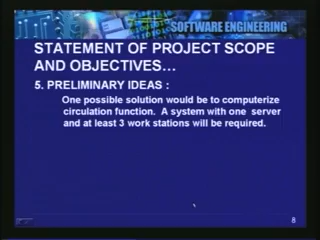 SOFTWARE ENGINEERING
STATEMENT OF PROJECT SCOPE
AND OBJECTIVES...
5. PRELIMINARY IDEAS :
One possible solution would be to computerize
circulation function. A system with one server
and at least 3 work stations will be required.
8